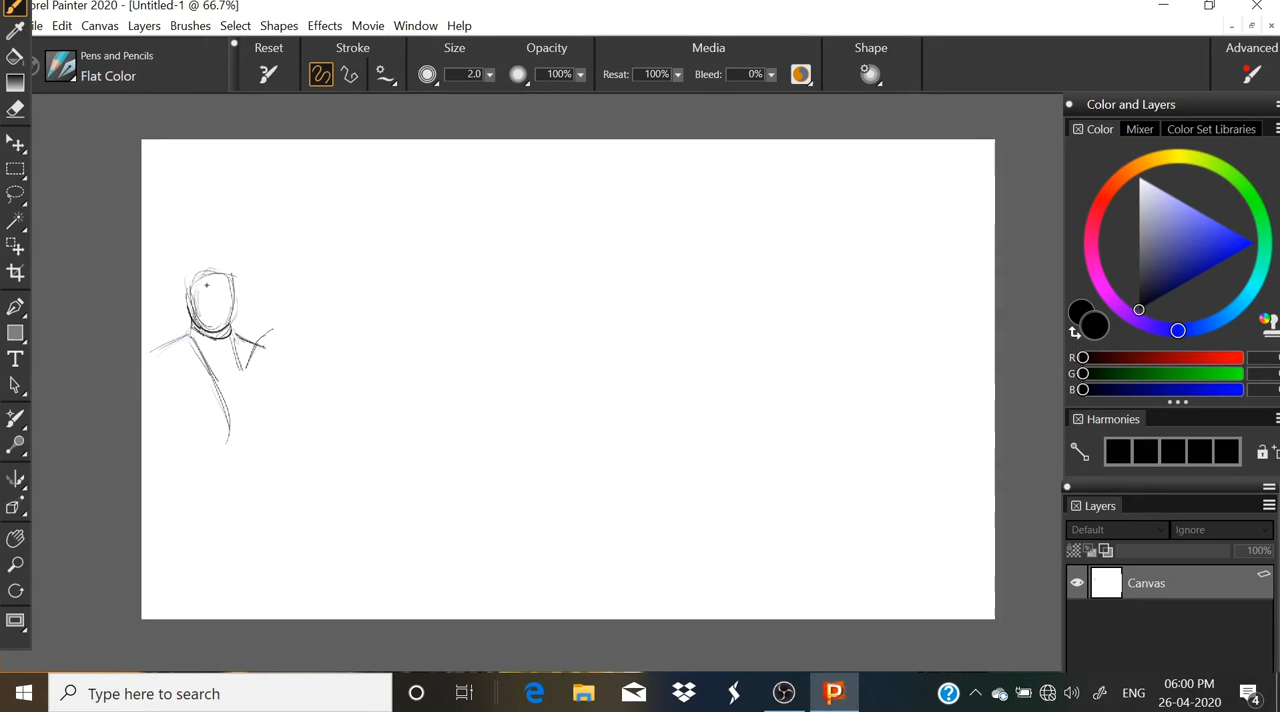 orel Painter 2020 - [Untitled-1 @ 66.7%]
ile Edit Canvas Layers Brushes Select Shapes Effects Movie Window Help
Pens and Pencils
Flat Color
Reset
Stroke
Size
2.0
Opacity
100%
Media
Resat: 100% Bleed: 0%
Shape
Advanced
Color and Layers
Color Mixer Color Set Libraries
R
G
B
Harmonies
Layers
Default Ignore
100%
Canvas
T
Type here to search
ENG
06:00 PM
26-04-2020
4